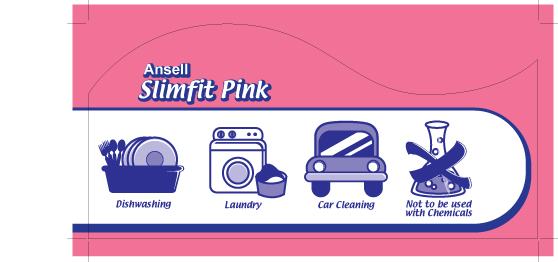 Ansell
Slimfit Pink
Dishwashing
Laundry
Car Cleaning
Not to be used
with Chemicals